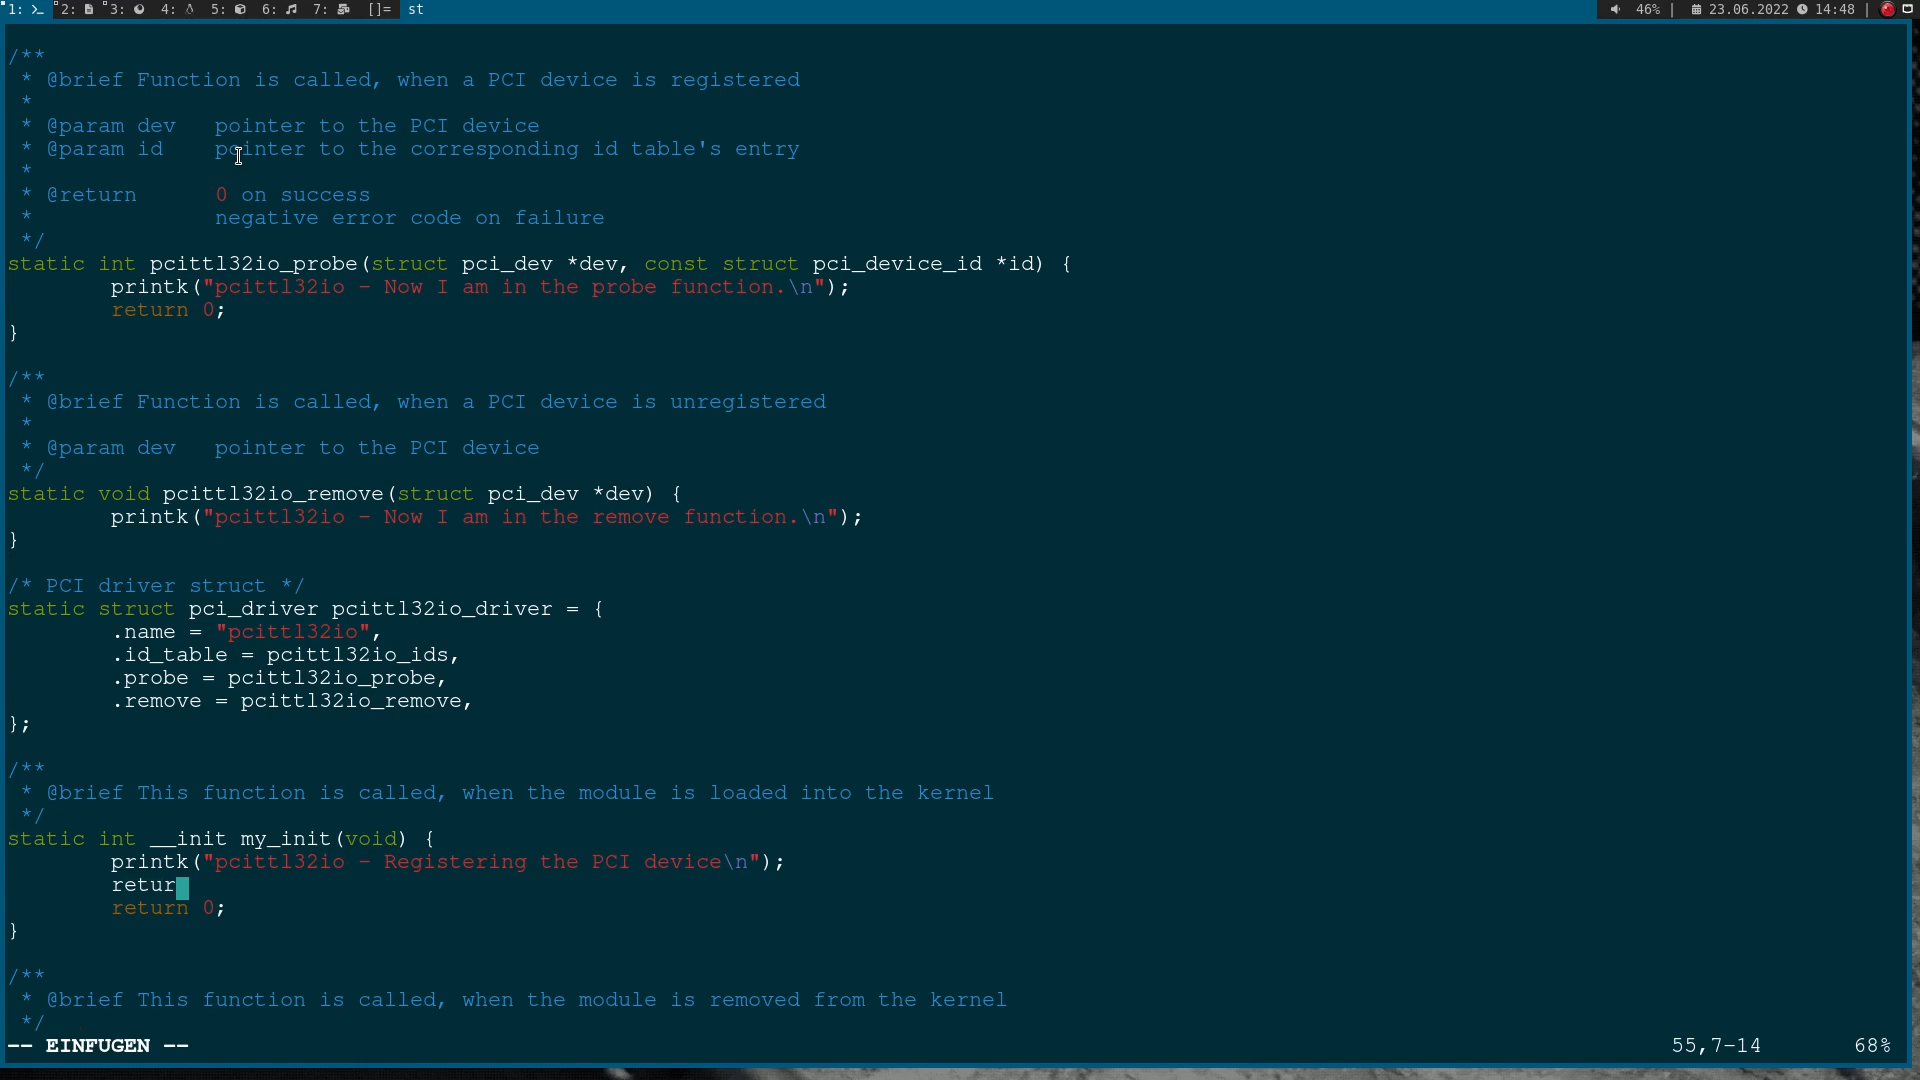 1: 2: 3: 4: 5: 6: 7: []= st 46% | 23.06.2022 14:48 |
/**
 * @brief Function is called, when a PCI device is registered
 *
 * @param dev   pointer to the PCI device
 * @param id    pointer to the corresponding id table's entry
 *
 * @return      0 on success
 *              negative error code on failure
 */
static int pcittl32io_probe(struct pci_dev *dev, const struct pci_device_id *id) {
        printk("pcittl32io - Now I am in the probe function.\n");
        return 0;
}
/**
 * @brief Function is called, when a PCI device is unregistered
 *
 * @param dev   pointer to the PCI device
 */
static void pcittl32io_remove(struct pci_dev *dev) {
        printk("pcittl32io - Now I am in the remove function.\n");
}
/* PCI driver struct */
static struct pci_driver pcittl32io_driver = {
        .name = "pcittl32io",
        .id_table = pcittl32io_ids,
        .probe = pcittl32io_probe,
        .remove = pcittl32io_remove,
};
/**
 * @brief This function is called, when the module is loaded into the kernel
 */
static int __init my_init(void) {
        printk("pcittl32io - Registering the PCI device\n");
        retur
        return 0;
}
/**
 * @brief This function is called, when the module is removed from the kernel
 */
-- EINFUGEN -- 55,7-14 68%